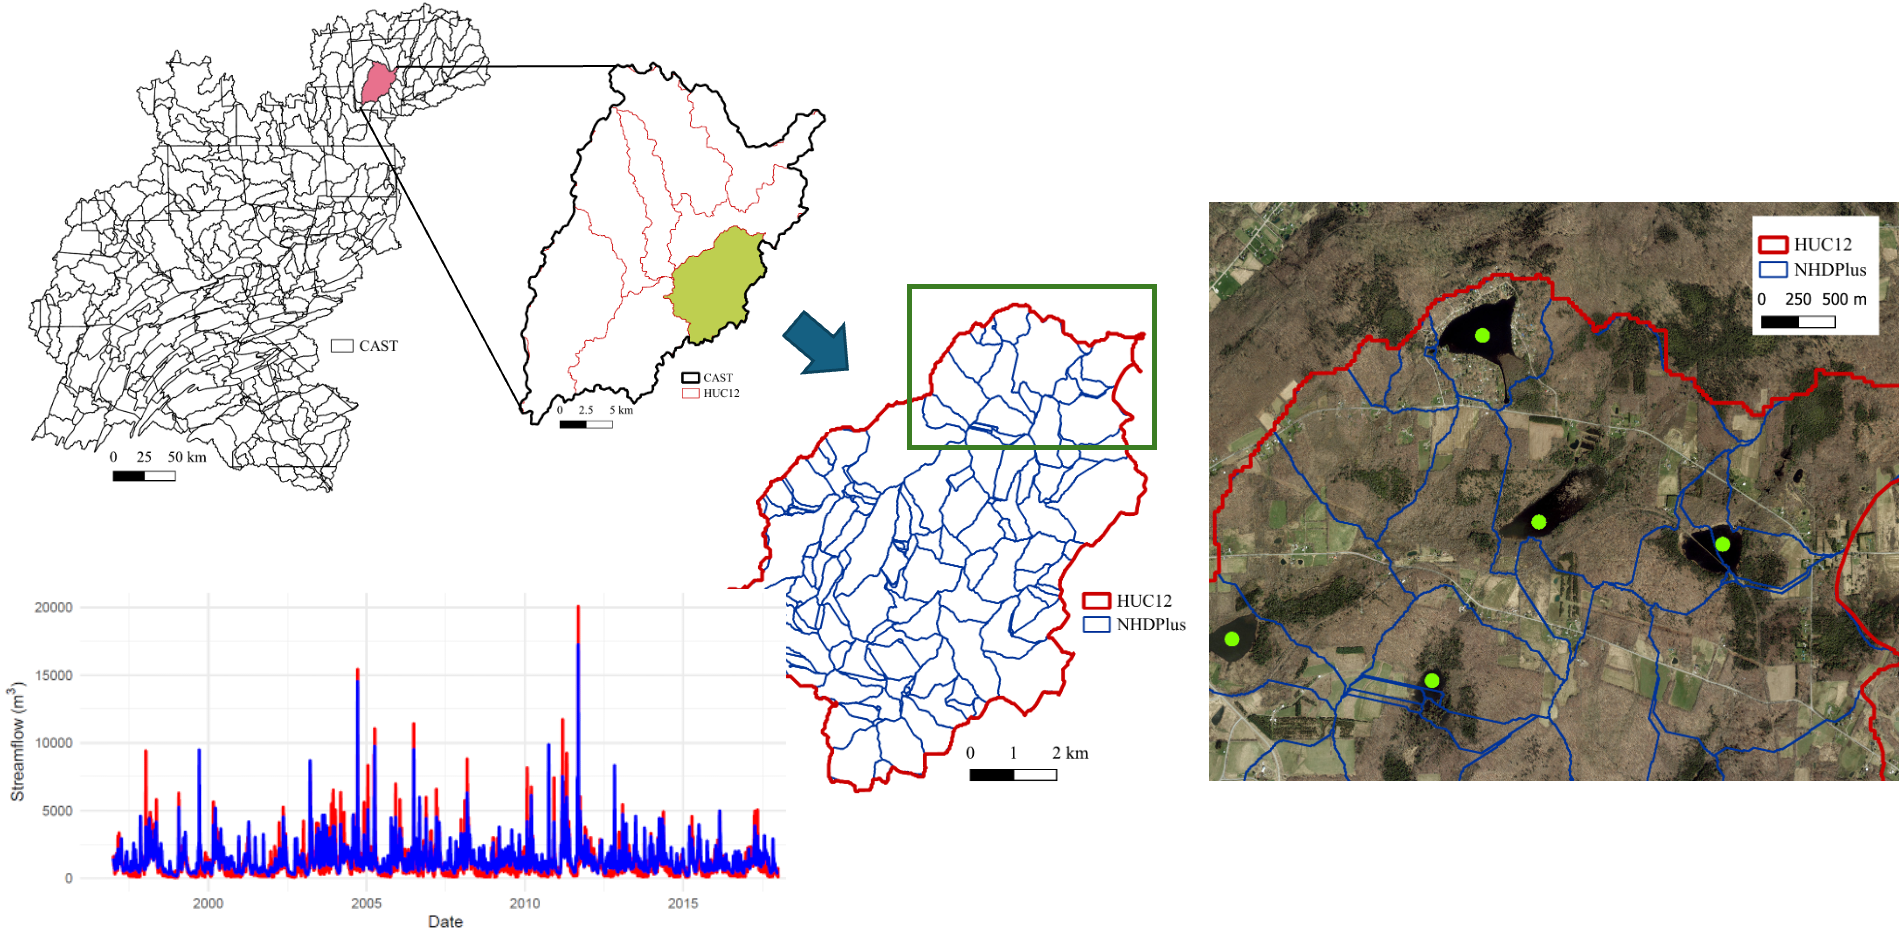 CAST
0 25 50 km
CAST
HUC12
0 2.5 5 km
HUC12
NHDPlus
0 1 2 km
HUC12
NHDPlus
0 250 500 m
Streamflow (m³)
20000
15000
10000
5000
0
2000 2005 2010 2015
Date